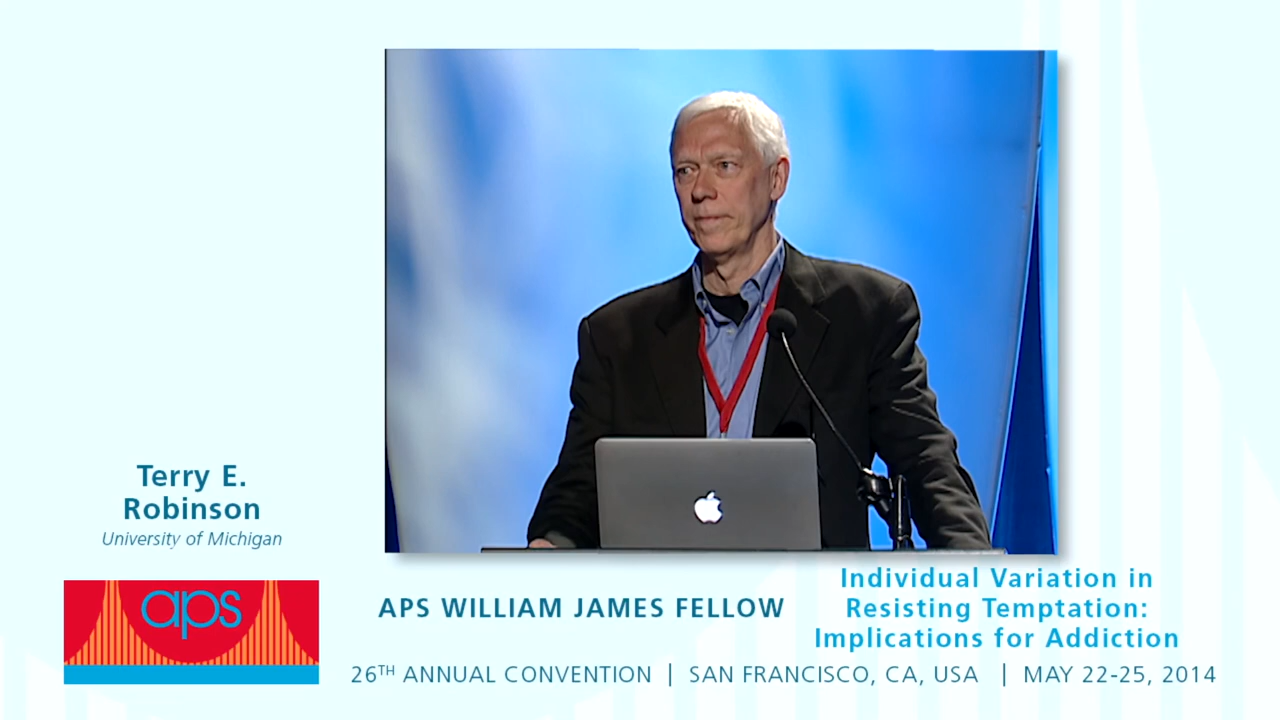 Terry E.
Robinson
University of Michigan
aps
APS WILLIAM JAMES FELLOW
Individual Variation in
Resisting Temptation:
Implications for Addiction
26TH ANNUAL CONVENTION | SAN FRANCISCO, CA, USA | MAY 22-25, 2014